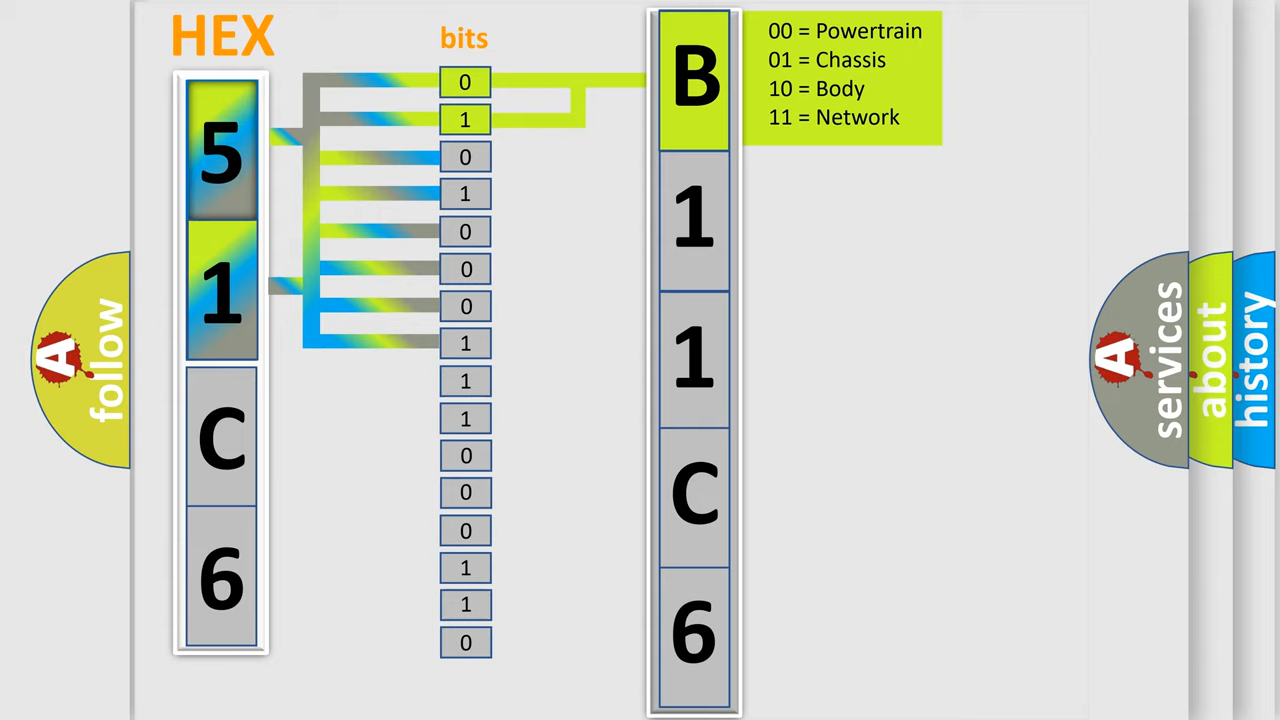 HEX
bits
5
1
C
6
0
1
0
1
0
0
0
1
1
1
0
0
0
1
1
0
B
1
1
C
6
00 = Powertrain
01 = Chassis
10 = Body
11 = Network
A
follow
A
services
about
history